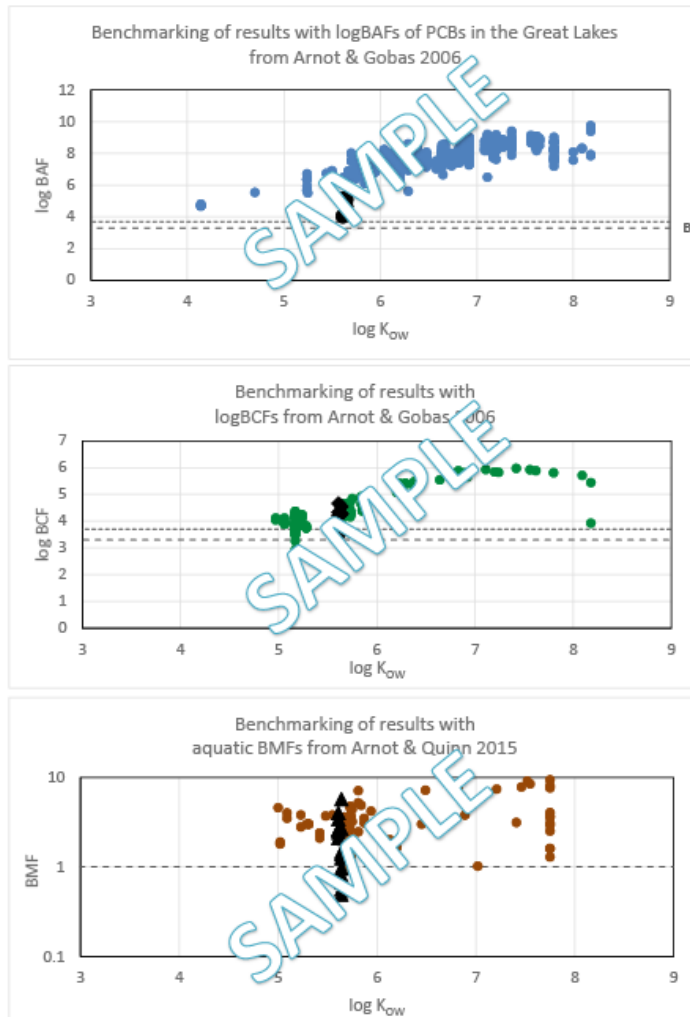 Benchmarking of results with logBAFs of PCBs in the Great Lakes
from Arnot & Gobas 2006
12
10
8
6
4
2
0
log BAF
B
3 4 5 6 7 8 9
log Kow
SAMPLE
Benchmarking of results with
logBCFs from Arnot & Gobas 2006
7
6
5
4
3
2
1
0
log BCF
3 4 5 6 7 8 9
log Kow
SAMPLE
Benchmarking of results with
aquatic BMFs from Arnot & Quinn 2015
10
1
0.1
BMF
3 4 5 6 7 8 9
log Kow
SAMPLE